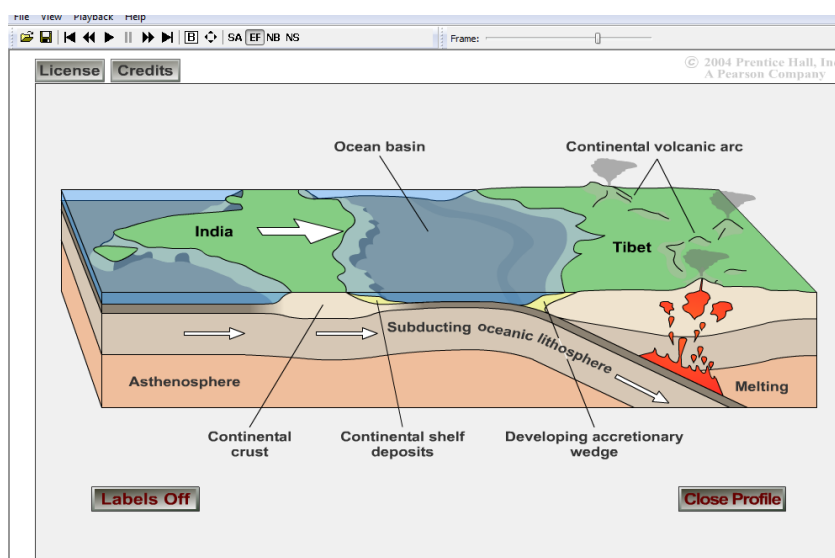 File View Playback Help
B SA EF NB NS Frame:
License Credits
© 2004 Prentice Hall, Inc
A Pearson Company
Ocean basin
Continental volcanic arc
India
Tibet
Subducting oceanic lithosphere
Asthenosphere
Melting
Continental
crust
Continental shelf
deposits
Developing accretionary
wedge
Labels Off
Close Profile